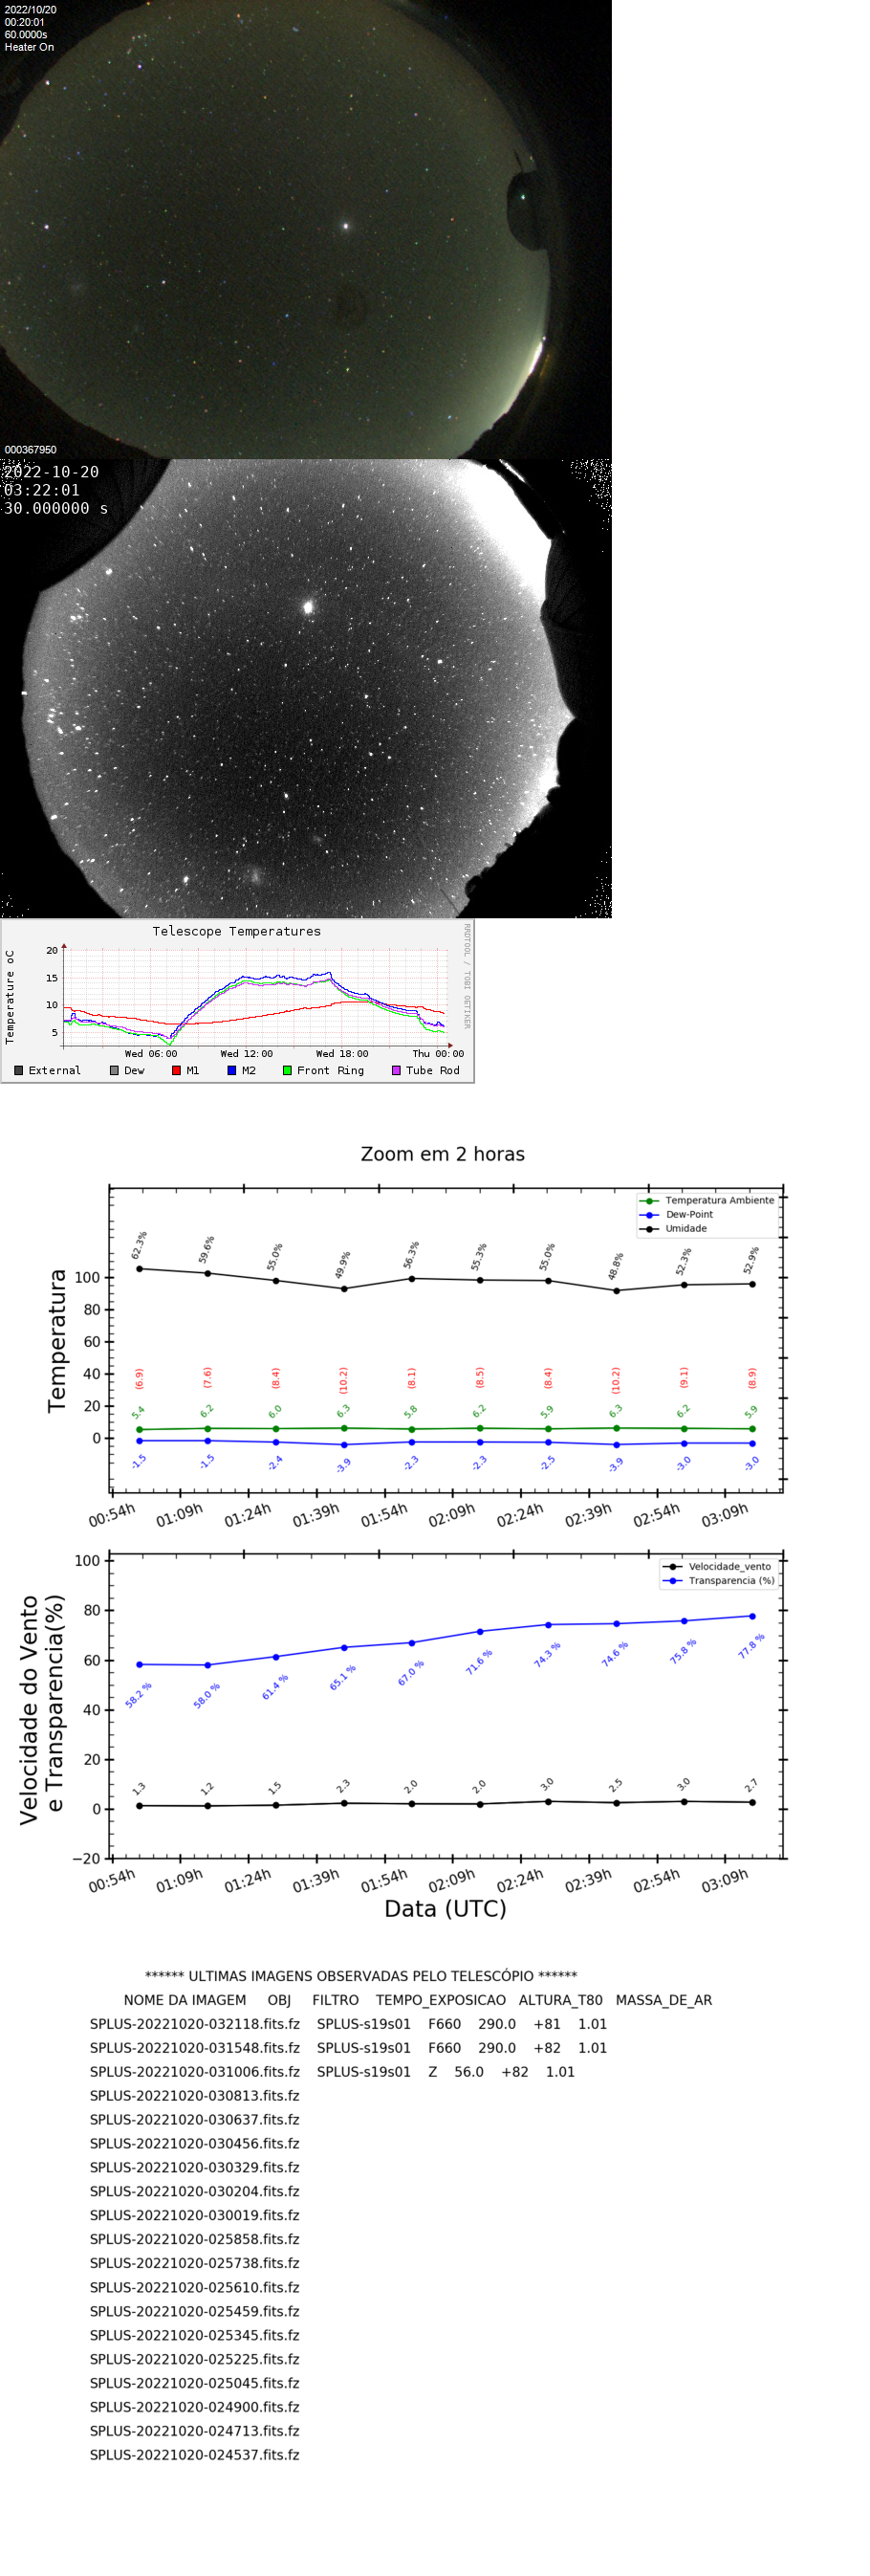 2022/10/20
00:20:01
60.0000s
Heater On
000367950
2022-10-20
03:22:01
30.000000 s
Telescope Temperatures
RRDTOOL / TOBI OETIKER
Temperature oC
20
15
10
5
Wed 06:00 Wed 12:00 Wed 18:00 Thu 00:00
External Dew M1 M2 Front Ring Tube Rod
Zoom em 2 horas
Temperatura
Temperatura Ambiente
Dew-Point
Umidade
62.3% 59.6% 55.0% 49.9% 56.3% 55.3% 55.0% 48.8% 52.3% 52.9%
100
80
60
40
20
0
(6.9) (7.6) (8.4) (10.2) (8.1) (8.5) (8.4) (10.2) (9.1) (8.9)
5.4 6.2 6.0 6.3 5.8 6.2 5.9 6.3 6.2 5.9
-1.5 -1.5 -2.4 -3.9 -2.3 -2.3 -2.5 -3.9 -3.0 -3.0
00:54h 01:09h 01:24h 01:39h 01:54h 02:09h 02:24h 02:39h 02:54h 03:09h
Velocidade do Vento
e Transparencia(%)
Velocidade_vento
Transparencia (%)
100
80
60
40
20
0
−20
58.2 % 58.0 % 61.4 % 65.1 % 67.0 % 71.6 % 74.3 % 74.6 % 75.8 % 77.8 %
1.3 1.2 1.5 2.3 2.0 2.0 3.0 2.5 3.0 2.7
00:54h 01:09h 01:24h 01:39h 01:54h 02:09h 02:24h 02:39h 02:54h 03:09h
Data (UTC)
****** ULTIMAS IMAGENS OBSERVADAS PELO TELESCÓPIO ******
NOME DA IMAGEM OBJ FILTRO TEMPO_EXPOSICAO ALTURA_T80 MASSA_DE_AR
SPLUS-20221020-032118.fits.fz SPLUS-s19s01 F660 290.0 +81 1.01
SPLUS-20221020-031548.fits.fz SPLUS-s19s01 F660 290.0 +82 1.01
SPLUS-20221020-031006.fits.fz SPLUS-s19s01 Z 56.0 +82 1.01
SPLUS-20221020-030813.fits.fz
SPLUS-20221020-030637.fits.fz
SPLUS-20221020-030456.fits.fz
SPLUS-20221020-030329.fits.fz
SPLUS-20221020-030204.fits.fz
SPLUS-20221020-030019.fits.fz
SPLUS-20221020-025858.fits.fz
SPLUS-20221020-025738.fits.fz
SPLUS-20221020-025610.fits.fz
SPLUS-20221020-025459.fits.fz
SPLUS-20221020-025345.fits.fz
SPLUS-20221020-025225.fits.fz
SPLUS-20221020-025045.fits.fz
SPLUS-20221020-024900.fits.fz
SPLUS-20221020-024713.fits.fz
SPLUS-20221020-024537.fits.fz